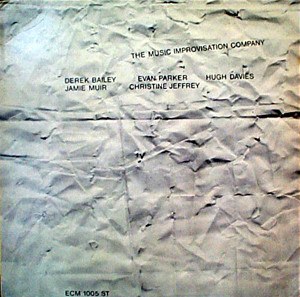 THE MUSIC IMPROVISATION COMPANY
DEREK BAILEY EVAN PARKER HUGH DAVIES
JAMIE MUIR CHRISTINE JEFFREY
ECM 1005 ST